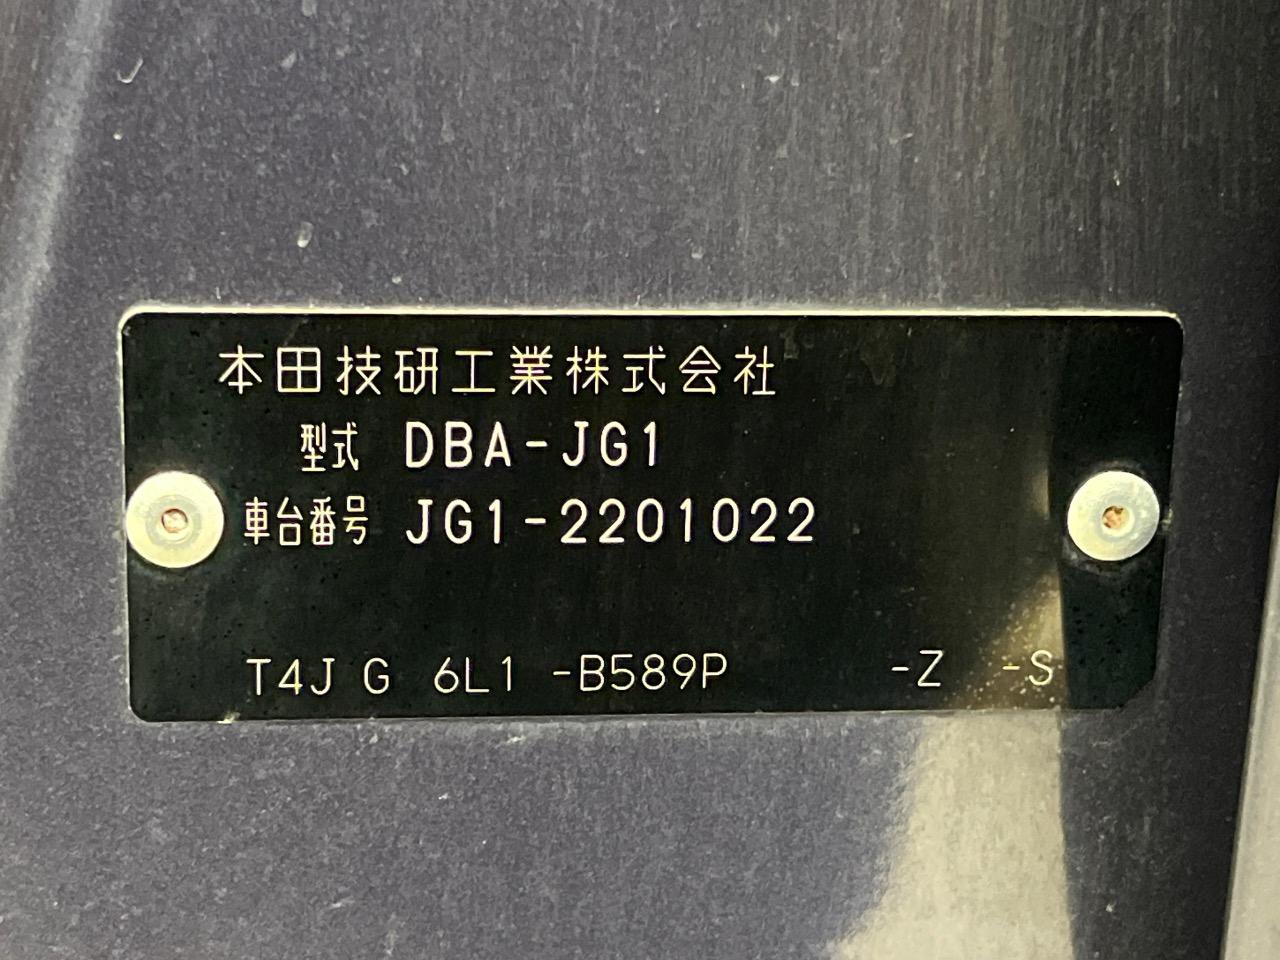 本田技研工業株式会社
型式 DBA-JG1
車台番号 JG1-2201022
T4J G 6L1 -B589P -Z -S